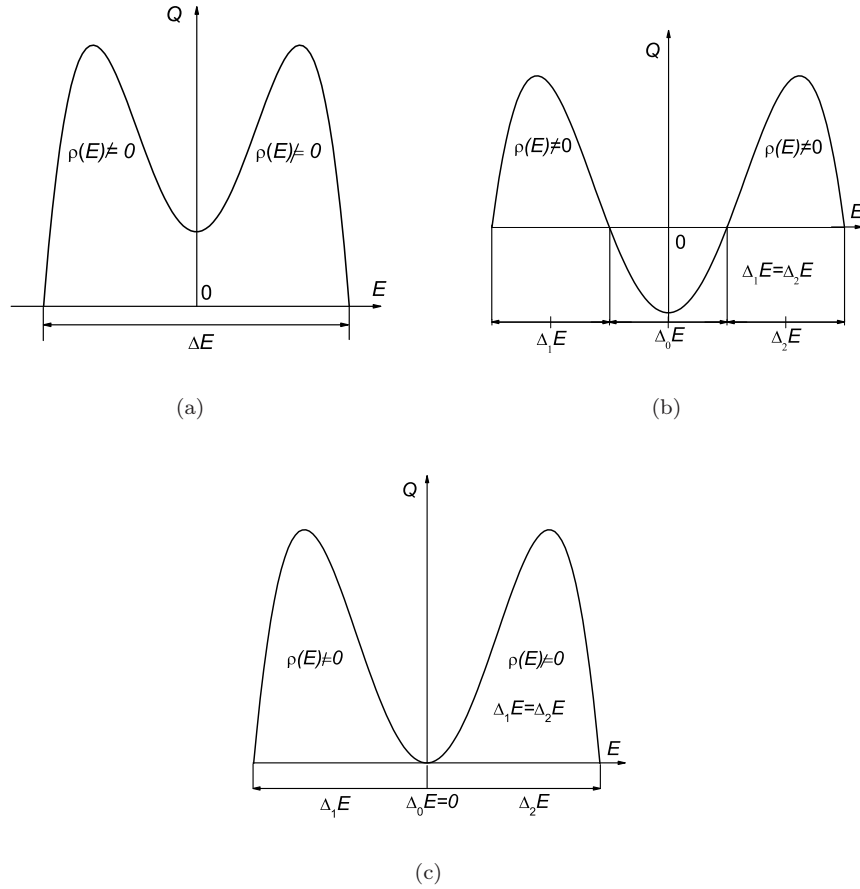 Q
ρ(E)≠ 0
ρ(E)≠ 0
0
E
ΔE
(a)
Q
ρ(E)≠0
ρ(E)≠0
E
0
Δ₁E=Δ₂E
Δ₁E
Δ₀E
Δ₂E
(b)
Q
ρ(E)≠0
ρ(E)≠0
Δ₁E=Δ₂E
E
Δ₁E
Δ₀E=0
Δ₂E
(c)